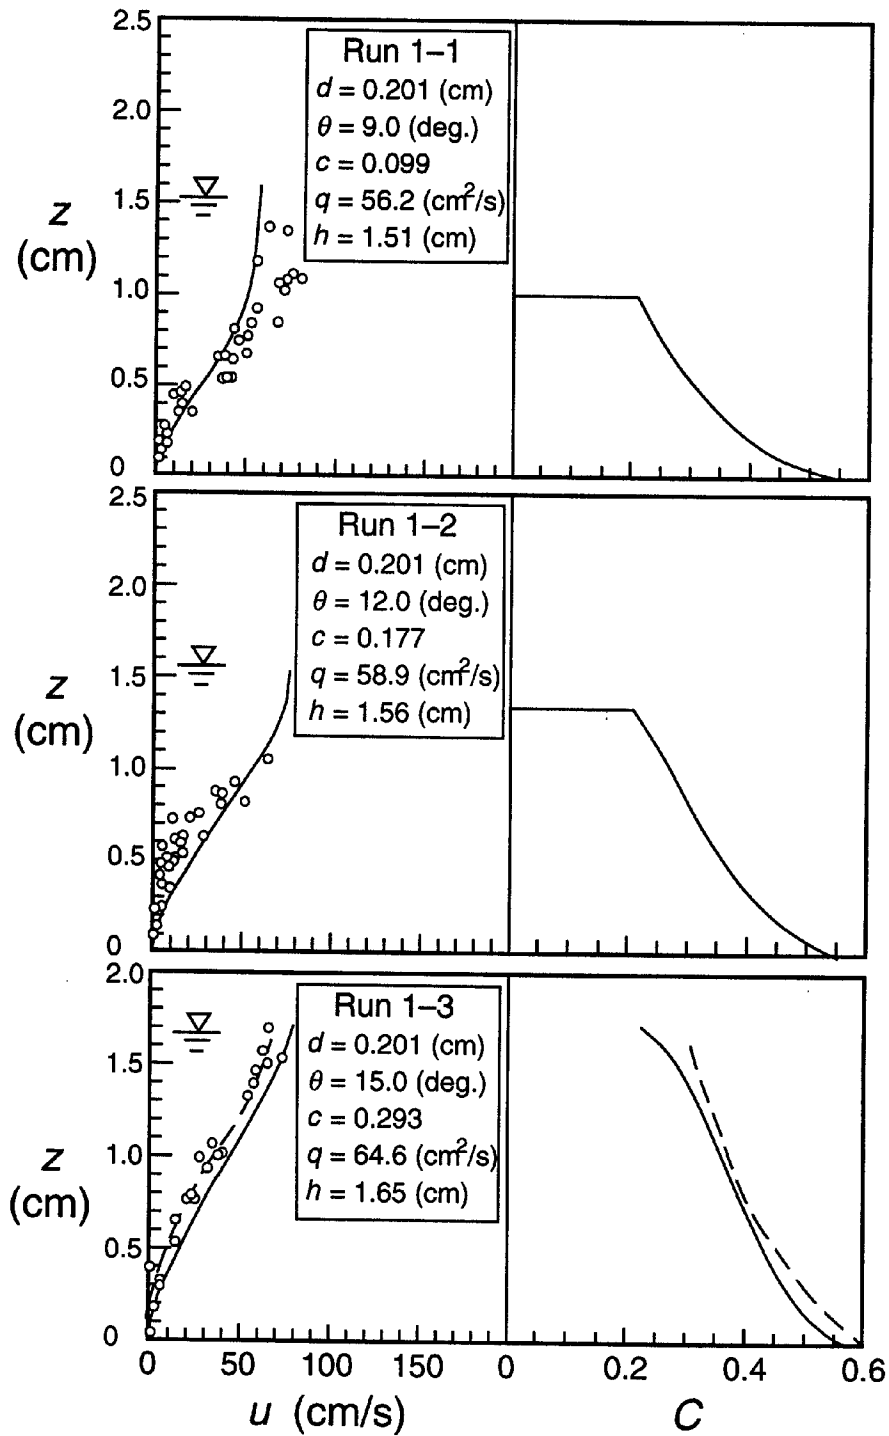 2.5
2.0
1.5
1.0
0.5
0
z
(cm)
Run 1–1
d = 0.201 (cm)
θ = 9.0 (deg.)
c = 0.099
q = 56.2 (cm²/s)
h = 1.51 (cm)
2.5
2.0
1.5
1.0
0.5
0
z
(cm)
Run 1–2
d = 0.201 (cm)
θ = 12.0 (deg.)
c = 0.177
q = 58.9 (cm²/s)
h = 1.56 (cm)
2.0
1.5
1.0
0.5
0
z
(cm)
Run 1–3
d = 0.201 (cm)
θ = 15.0 (deg.)
c = 0.293
q = 64.6 (cm²/s)
h = 1.65 (cm)
0 50 100 150 0 0.2 0.4 0.6
u (cm/s) C